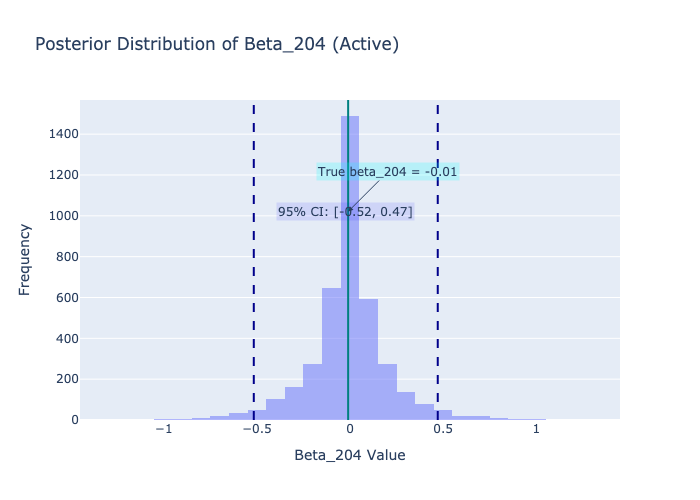 Posterior Distribution of Beta_204 (Active)
1400
1200
1000
800
600
400
200
0
Frequency
True beta_204 = -0.01
95% CI: [-0.52, 0.47]
−1
−0.5
0
0.5
1
Beta_204 Value